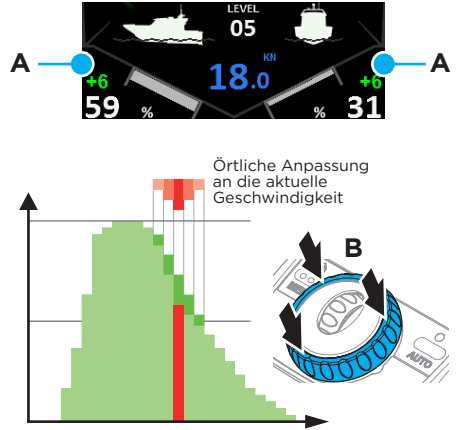 LEVEL
05
A
A
KN
18.0
+6
+6
59 %
% 31
Örtliche Anpassung
an die aktuelle
Geschwindigkeit
B
AUTO